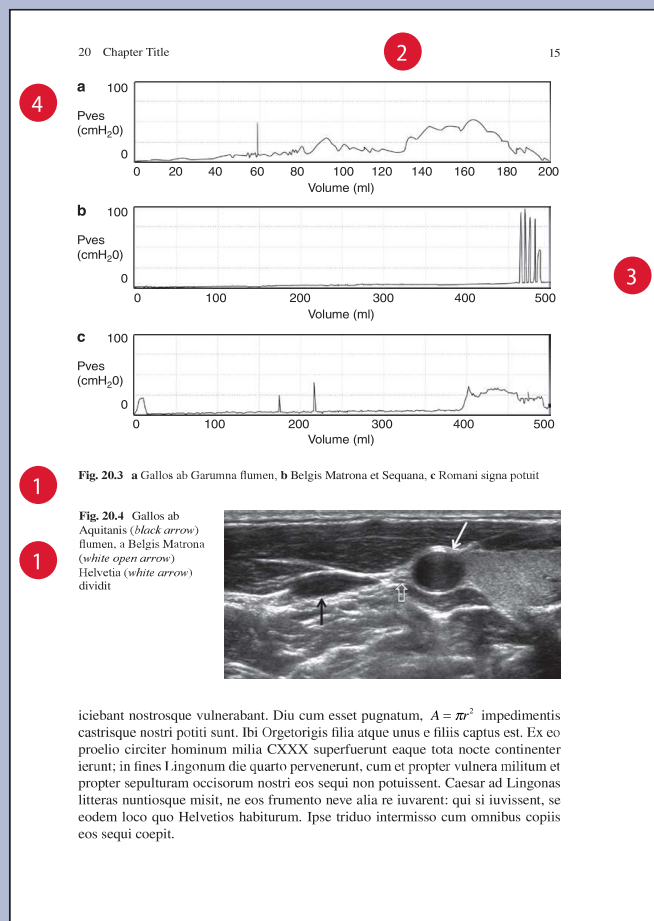 20 Chapter Title
15
2
4
a
100
Pves
(cmH20)
0
0 20 40 60 80 100 120 140 160 180 200
Volume (ml)
b
100
Pves
(cmH20)
0
0 100 200 300 400 500
Volume (ml)
3
c
100
Pves
(cmH20)
0
0 100 200 300 400 500
Volume (ml)
1
Fig. 20.3 a Gallos ab Garumna flumen, b Belgis Matrona et Sequana, c Romani signa potuit
1
Fig. 20.4 Gallos ab
Aquitanis (black arrow)
flumen, a Belgis Matrona
(white open arrow)
Helvetia (white arrow)
dividit
iciebant nostrosque vulnerabant. Diu cum esset pugnatum, A = πr² impedimentis
castrisque nostri potiti sunt. Ibi Orgetorigis filia atque unus e filiis captus est. Ex eo
proelio circiter hominum milia CXXX superfuerunt eaque tota nocte continenter
ierunt; in fines Lingonum die quarto pervenerunt, cum et propter vulnera militum et
propter sepulturam occisorum nostri eos sequi non potuissent. Caesar ad Lingonas
litteras nuntiosque misit, ne eos frumento neve alia re iuvarent: qui si iuvissent, se
eodem loco quo Helvetios habiturum. Ipse triduo intermisso cum omnibus copiis
eos sequi coepit.